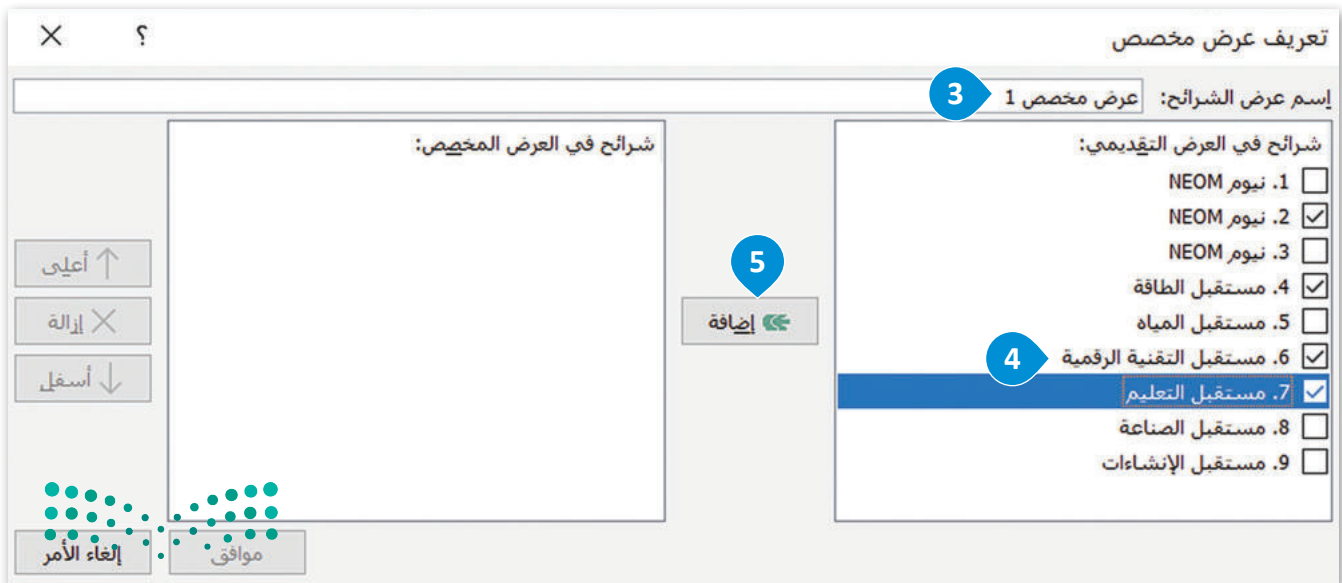 تعريف عرض مخصص
؟
إسم عرض الشرائح: عرض مخصص 1
3
شرائح في العرض التقديمي:
1. نيوم NEOM
2. نيوم NEOM
3. نيوم NEOM
4. مستقبل الطاقة
5. مستقبل المياه
6. مستقبل التقنية الرقمية
4
7. مستقبل التعليم
8. مستقبل الصناعة
9. مستقبل الإنشاءات
5
إضافة
شرائح في العرض المخصص:
أعلى
إزالة
أسفل
موافق
إلغاء الأمر